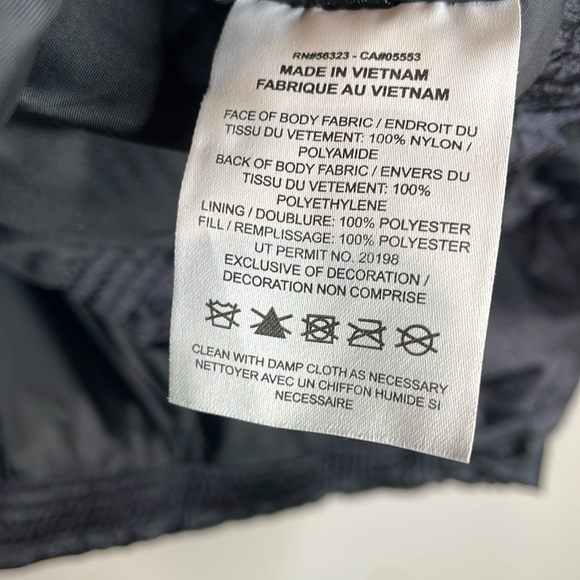 RN#56323 - CA#05553
MADE IN VIETNAM
FABRIQUE AU VIETNAM
FACE OF BODY FABRIC / ENDROIT DU
TISSU DU VETEMENT: 100% NYLON /
POLYAMIDE
BACK OF BODY FABRIC / ENVERS DU
TISSU DU VETEMENT: 100%
POLYETHYLENE
LINING / DOUBLURE: 100% POLYESTER
FILL / REMPLISSAGE: 100% POLYESTER
UT PERMIT NO. 20198
EXCLUSIVE OF DECORATION /
DECORATION NON COMPRISE
CLEAN WITH DAMP CLOTH AS NECESSARY
NETTOYER AVEC UN CHIFFON HUMIDE SI
NECESSAIRE